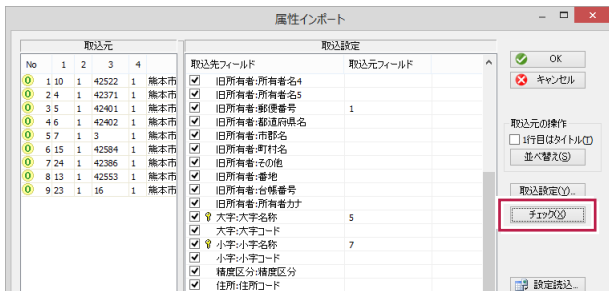 属性インポート
取込元
No 1 2 3 4
1 10 1 42522 1 熊本市
2 4 1 42371 1 熊本市
3 5 1 42401 1 熊本市
4 6 1 42402 1 熊本市
5 7 1 3 1 熊本市
6 15 1 42584 1 熊本市
7 24 1 42386 1 熊本市
8 13 1 42553 1 熊本市
9 23 1 16 1 熊本市
取込設定
取込先フィールド 取込元フィールド
旧所有者:所有者名4
旧所有者:所有者名5
旧所有者:郵便番号 1
旧所有者:都道府県名
旧所有者:市郡名
旧所有者:町村名
旧所有者:その他
旧所有者:番地
旧所有者:台帳番号
旧所有者:所有者カナ
大字:大字名称 5
大字:大字コード
小字:小字名称 7
小字:小字コード
精度区分:精度区分
住所:住所コード
OK
キャンセル
取込元の操作
1行目はタイトル(T)
並べ替え(S)
取込設定(Y)...
チェック(X)
設定読込...